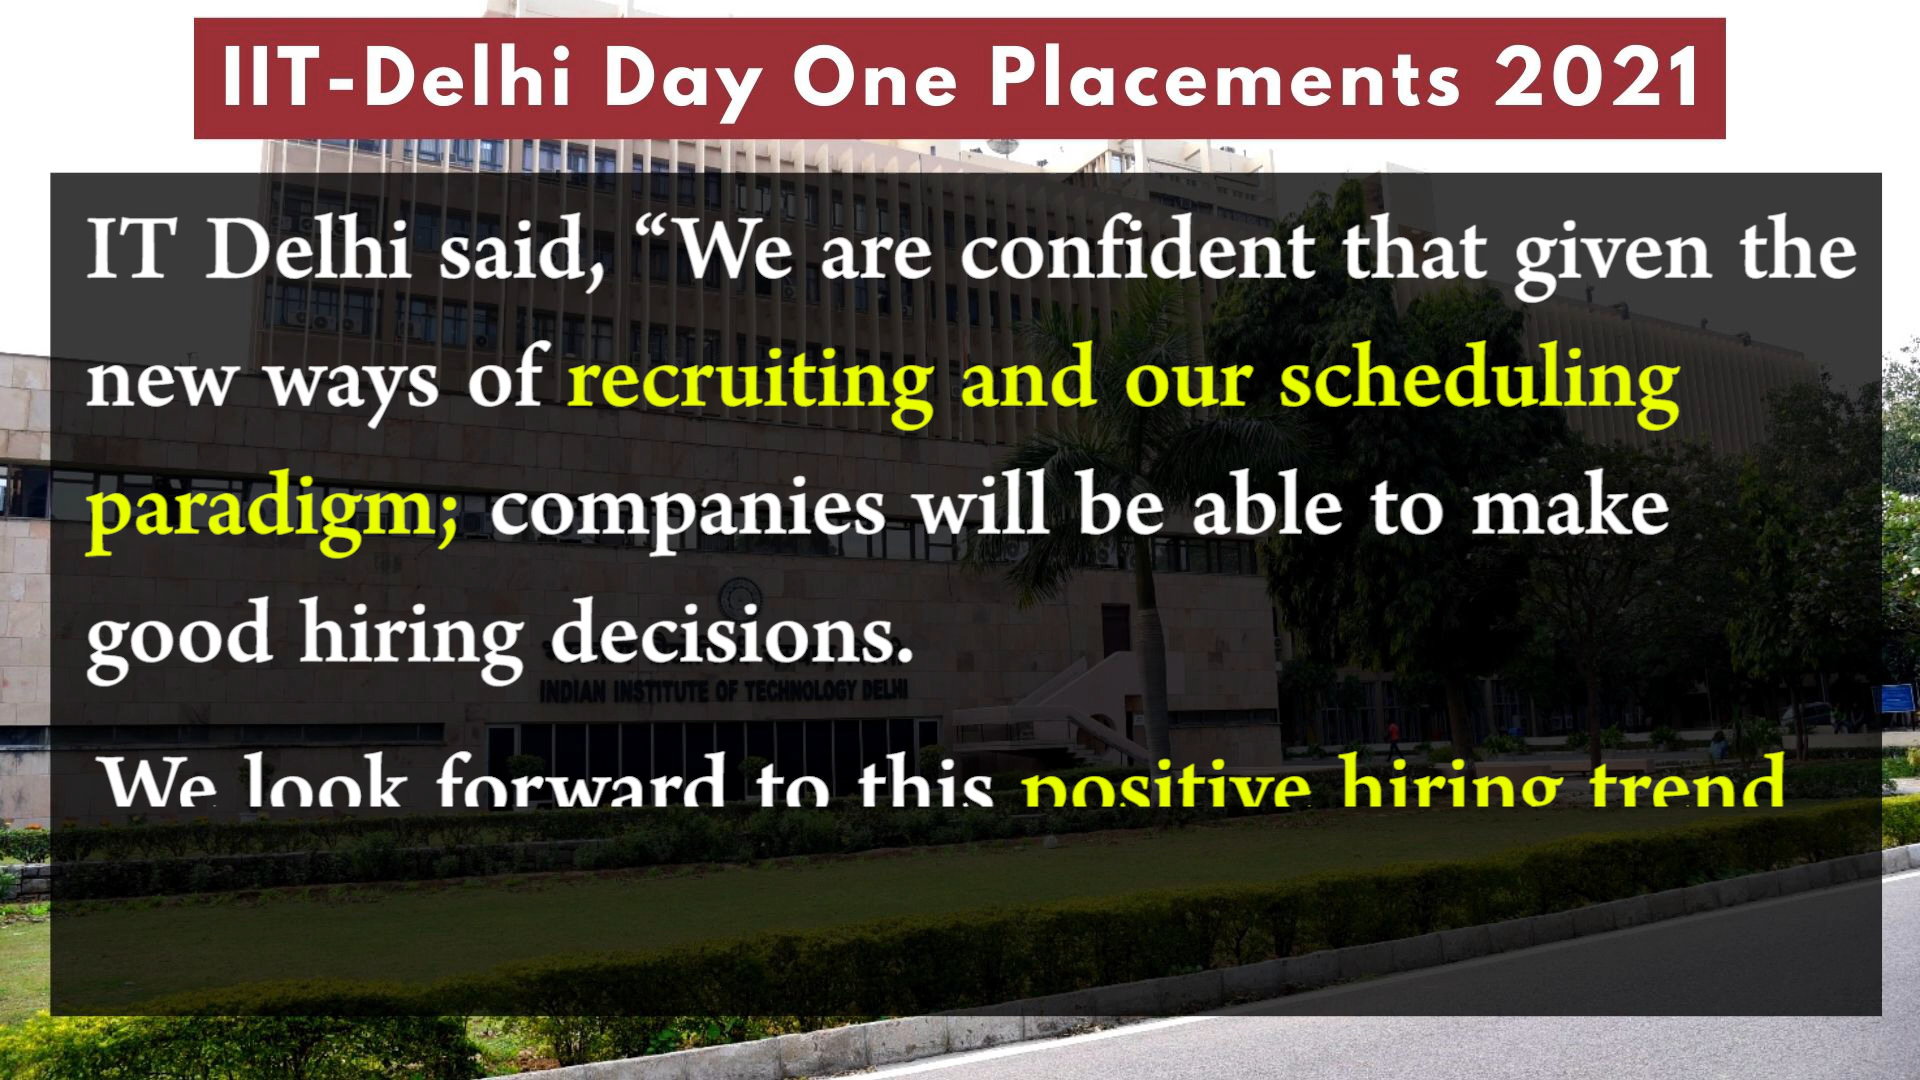 IIT-Delhi Day One Placements 2021
IT Delhi said, “We are confident that given the
new ways of recruiting and our scheduling
paradigm; companies will be able to make
good hiring decisions.
INDIAN INSTITUTE OF TECHNOLOGY DELHI
We look forward to this positive hiring trend